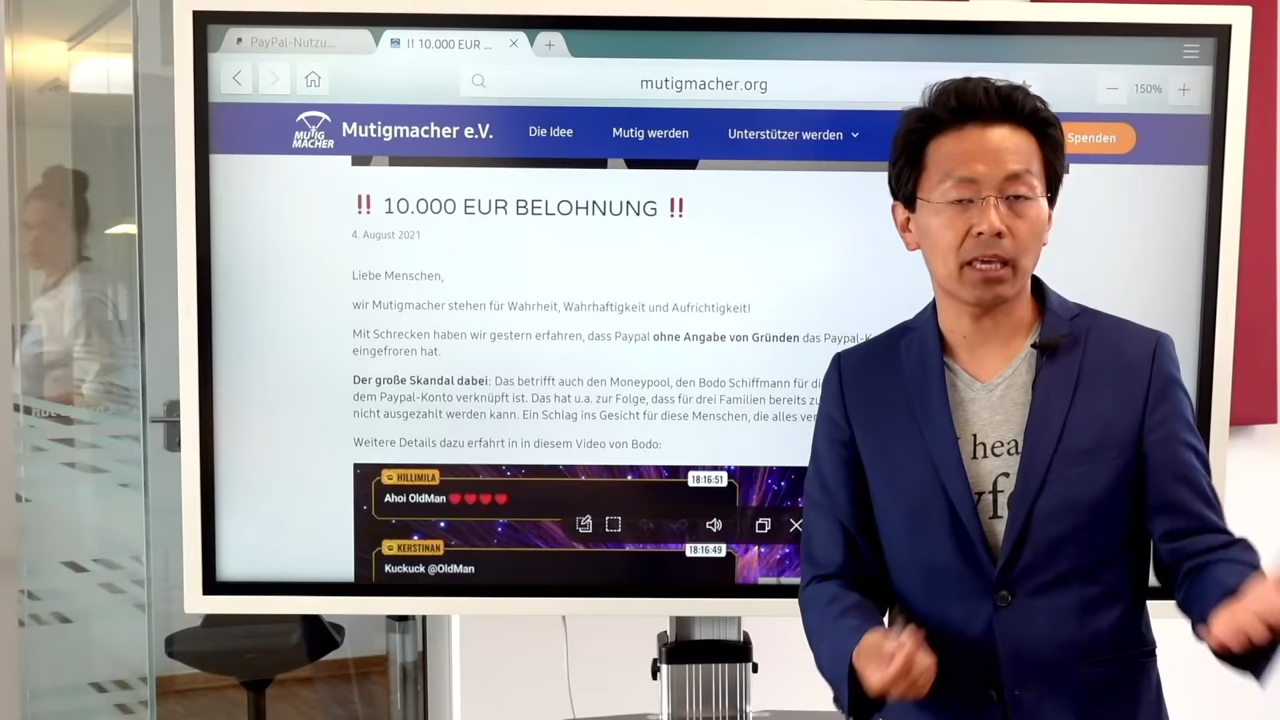 PayPal-Nutzu...
!! 10.000 EUR ...
mutigmacher.org
150%
MUTIG
MACHER
Mutigmacher e.V.
Die Idee
Mutig werden
Unterstützer werden
Spenden
‼ 10.000 EUR BELOHNUNG ‼
4. August 2021
Liebe Menschen,
wir Mutigmacher stehen für Wahrheit, Wahrhaftigkeit und Aufrichtigkeit!
Mit Schrecken haben wir gestern erfahren, dass Paypal ohne Angabe von Gründen das Paypal-K
eingefroren hat.
Der große Skandal dabei: Das betrifft auch den Moneypool, den Bodo Schiffmann für di
dem Paypal-Konto verknüpft ist. Das hat u.a. zur Folge, dass für drei Familien bereits zu
nicht ausgezahlt werden kann. Ein Schlag ins Gesicht für diese Menschen, die alles ver
Weitere Details dazu erfahrt in in diesem Video von Bodo:
HILLIMILA
18:16:51
Ahoi OldMan
KERSTINAN
18:16:49
Kuckuck @OldMan
I hea